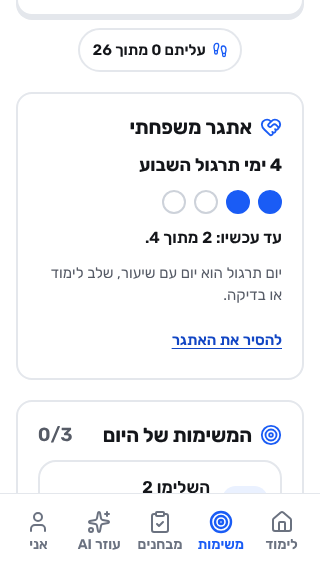 עליתם 0 מתוך 26
אתגר משפחתי
4 ימי תרגול השבוע
עד עכשיו: 2 מתוך 4.
יום תרגול הוא יום עם שיעור, שלב לימוד
או בדיקה.
להסיר את האתגר
המשימות של היום 0/3
השלימו 2
לימוד משימות מבחנים עוזר AI אני